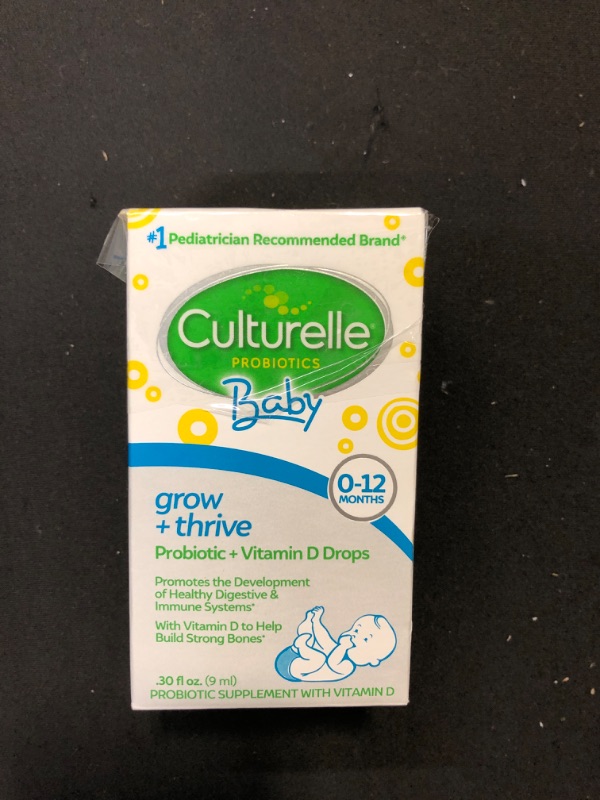 #1 Pediatrician Recommended Brand*
Culturelle®
PROBIOTICS
Baby
0-12
MONTHS
grow
+ thrive
Probiotic + Vitamin D Drops
Promotes the Development
of Healthy Digestive &
Immune Systems*
With Vitamin D to Help
Build Strong Bones*
.30 fl oz. (9 ml)
PROBIOTIC SUPPLEMENT WITH VITAMIN D